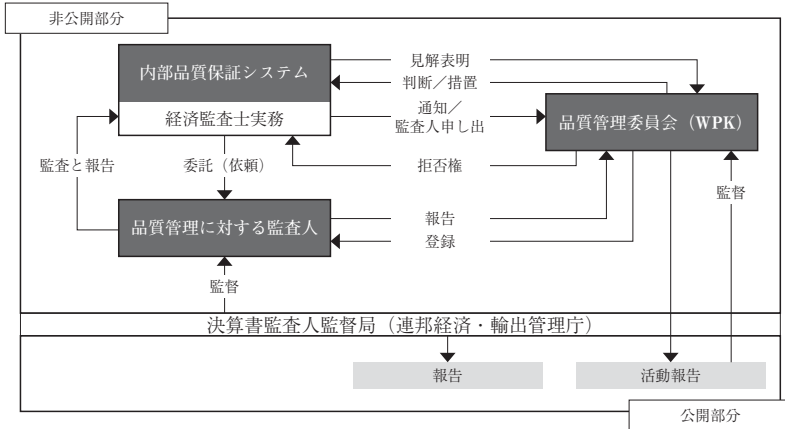 非公開部分
内部品質保証システム
経済監査士実務
見解表明
判断／措置
通知／
監査人申し出
品質管理委員会（WPK）
監査と報告
委託（依頼）
拒否権
監督
品質管理に対する監査人
報告
登録
監督
決算書監査人監督局（連邦経済・輸出管理庁）
報告
活動報告
公開部分